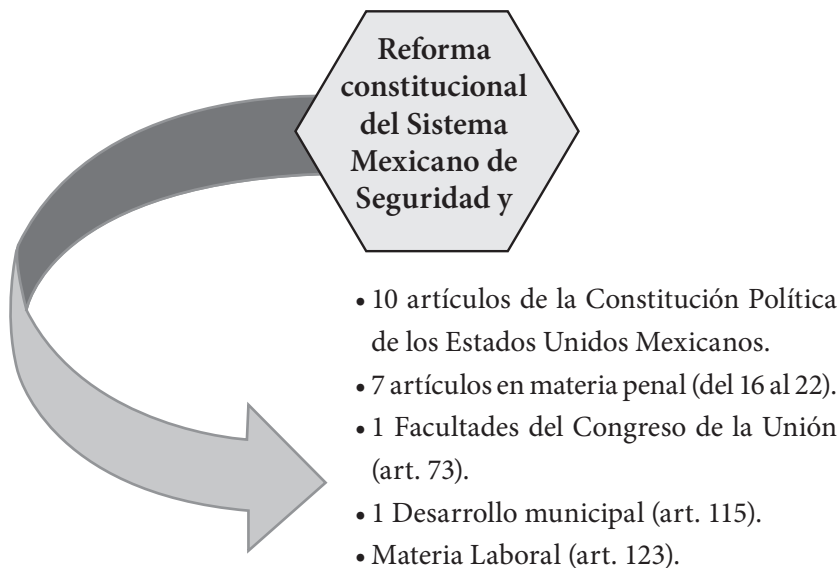 Reforma
constitucional
del Sistema
Mexicano de
Seguridad y
• 10 artículos de la Constitución Política
de los Estados Unidos Mexicanos.
• 7 artículos en materia penal (del 16 al 22).
• 1 Facultades del Congreso de la Unión
(art. 73).
• 1 Desarrollo municipal (art. 115).
• Materia Laboral (art. 123).